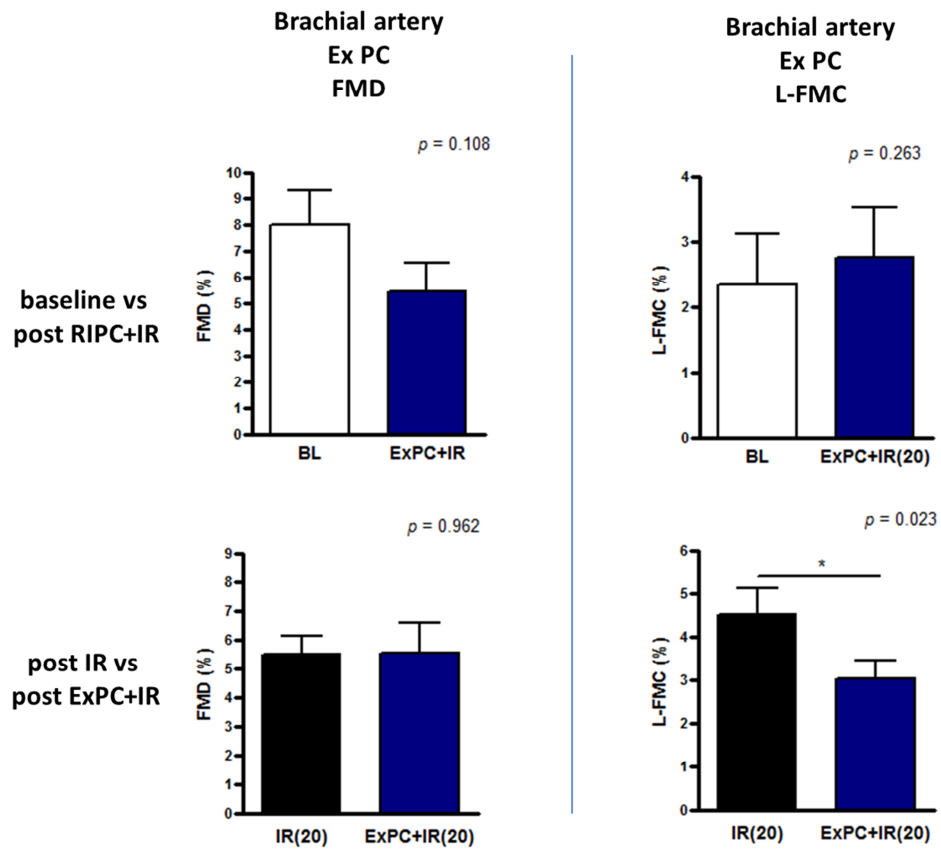 Brachial artery
Ex PC
FMD
Brachial artery
Ex PC
L-FMC
baseline vs
post RIPC+IR
p = 0.108
10
9
8
7
6
5
4
3
2
1
0
FMD (%)
BL
ExPC+IR
p = 0.263
4
3
2
1
0
L-FMC (%)
BL
ExPC+IR(20)
post IR vs
post ExPC+IR
p = 0.962
9
8
7
6
5
4
3
2
1
0
FMD (%)
IR(20)
ExPC+IR(20)
p = 0.023
6
5
4
3
2
1
0
L-FMC (%)
*
IR(20)
ExPC+IR(20)